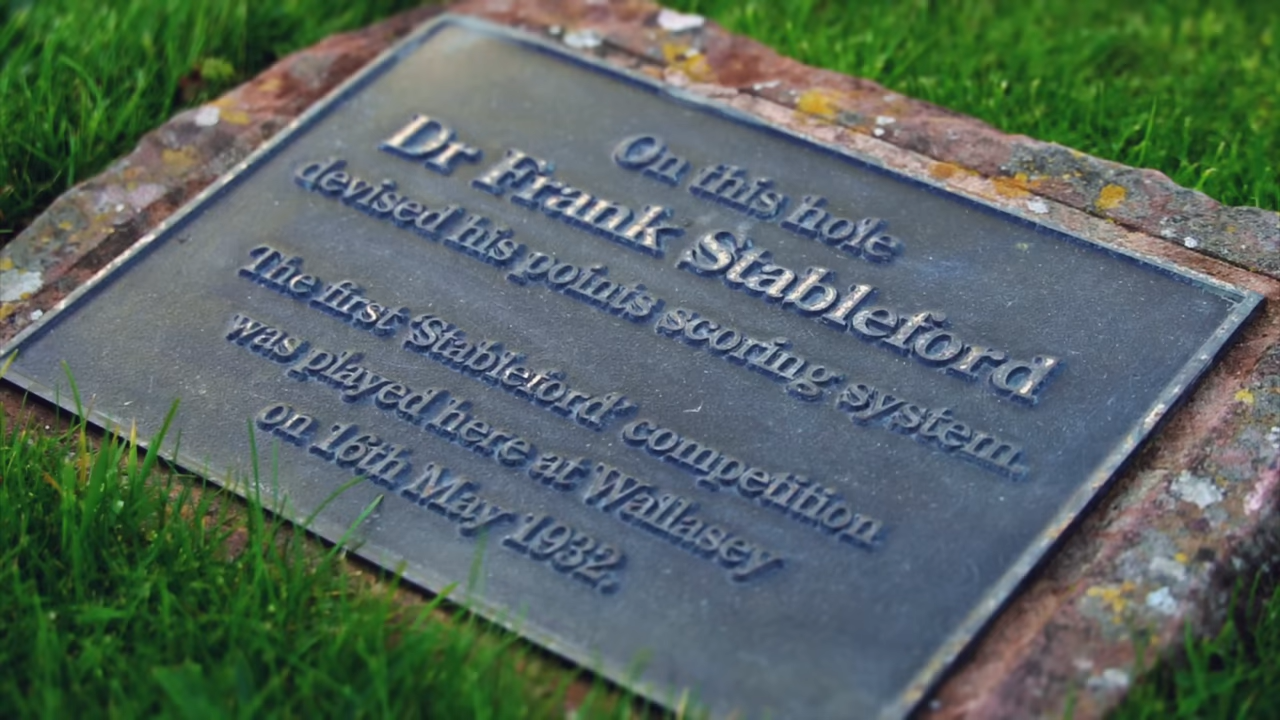 On this hole
Dr Frank Stableford
devised his points scoring system.
The first 'Stableford' competition
was played here at Wallasey
on 16th May 1932.